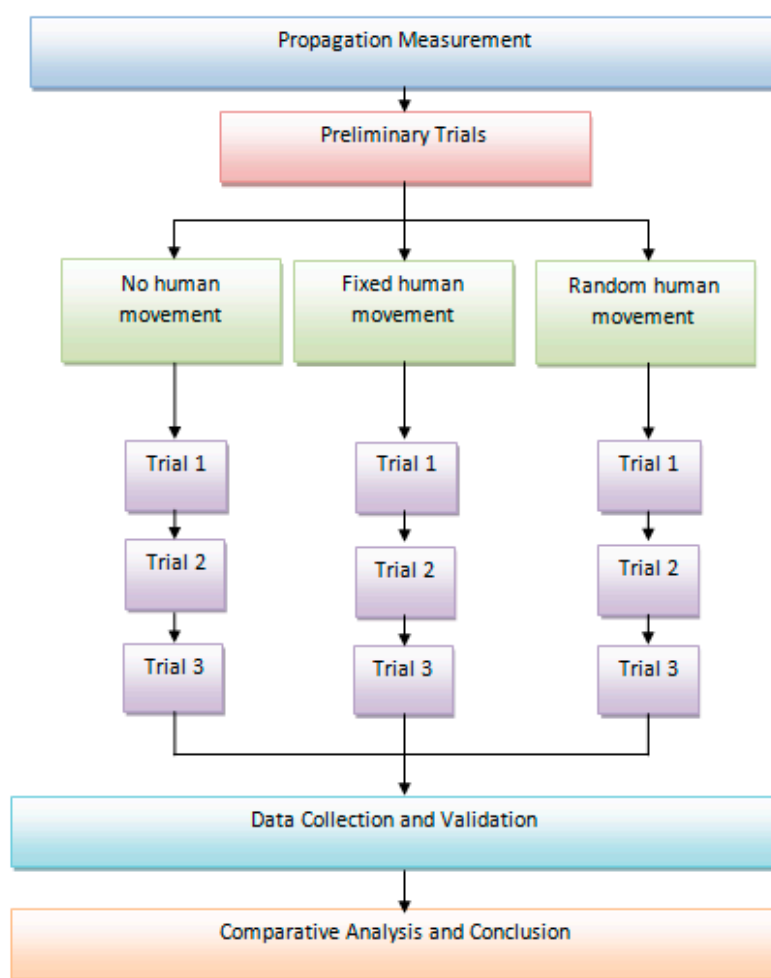 Propagation Measurement
Preliminary Trials
No human
movement
Fixed human
movement
Random human
movement
Trial 1
Trial 1
Trial 1
Trial 2
Trial 2
Trial 2
Trial 3
Trial 3
Trial 3
Data Collection and Validation
Comparative Analysis and Conclusion